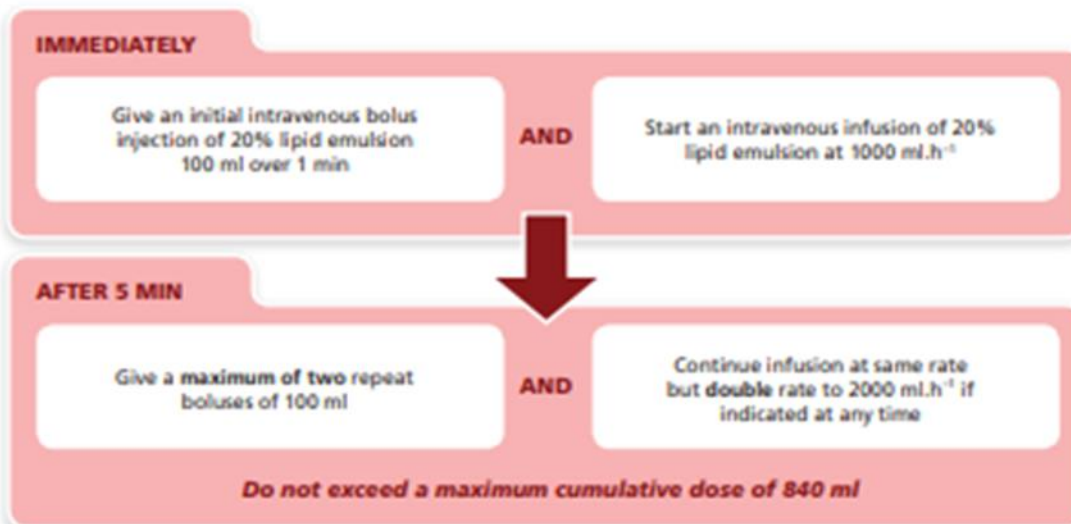 IMMEDIATELY
Give an initial intravenous bolus
injection of 20% lipid emulsion
100 ml over 1 min
AND
Start an intravenous infusion of 20%
lipid emulsion at 1000 ml.h⁻¹
AFTER 5 MIN
Give a maximum of two repeat
boluses of 100 ml
AND
Continue infusion at same rate
but double rate to 2000 ml.h⁻¹ if
indicated at any time
Do not exceed a maximum cumulative dose of 840 ml